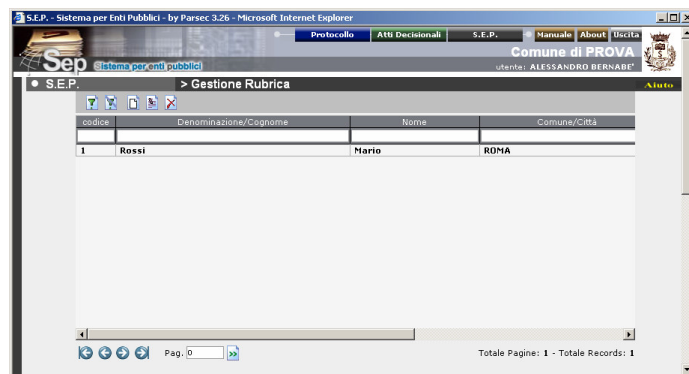 S.E.P. - Sistema per Enti Pubblici - by Parsec 3.26 - Microsoft Internet Explorer
Protocollo Atti Decisionali S.E.P. Manuale About Uscita
Comune di PROVA
Sep Sistema per enti pubblici utente: ALESSANDRO BERNABE'
S.E.P. > Gestione Rubrica Aiuto
codice Denominazione/Cognome Nome Comune/Città
1 Rossi Mario ROMA
Pag. 0 Totale Pagine: 1 - Totale Records: 1